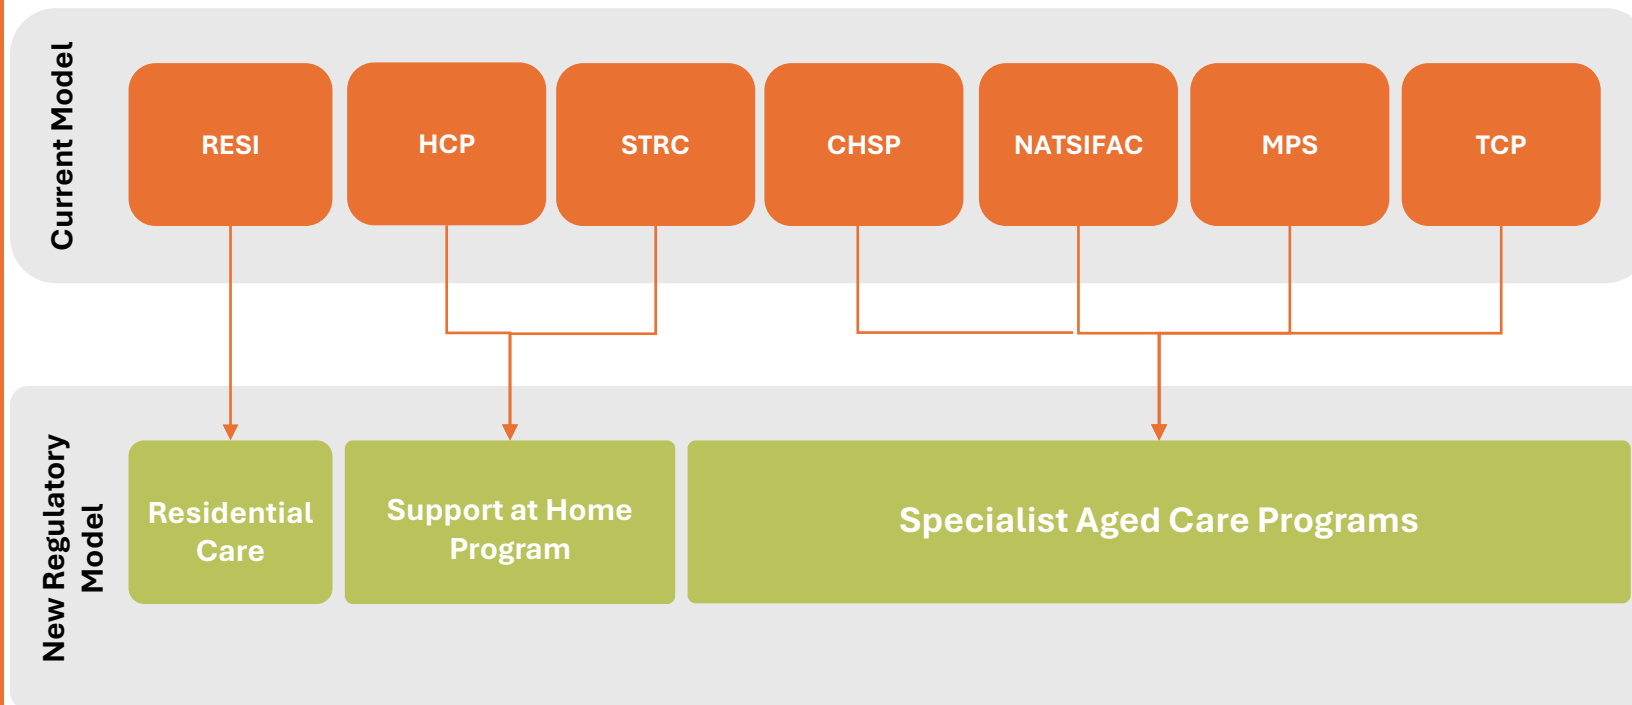 Current Model
RESI
HCP
STRC
CHSP
NATSIFAC
MPS
TCP
New Regulatory
Model
Residential
Care
Support at Home
Program
Specialist Aged Care Programs